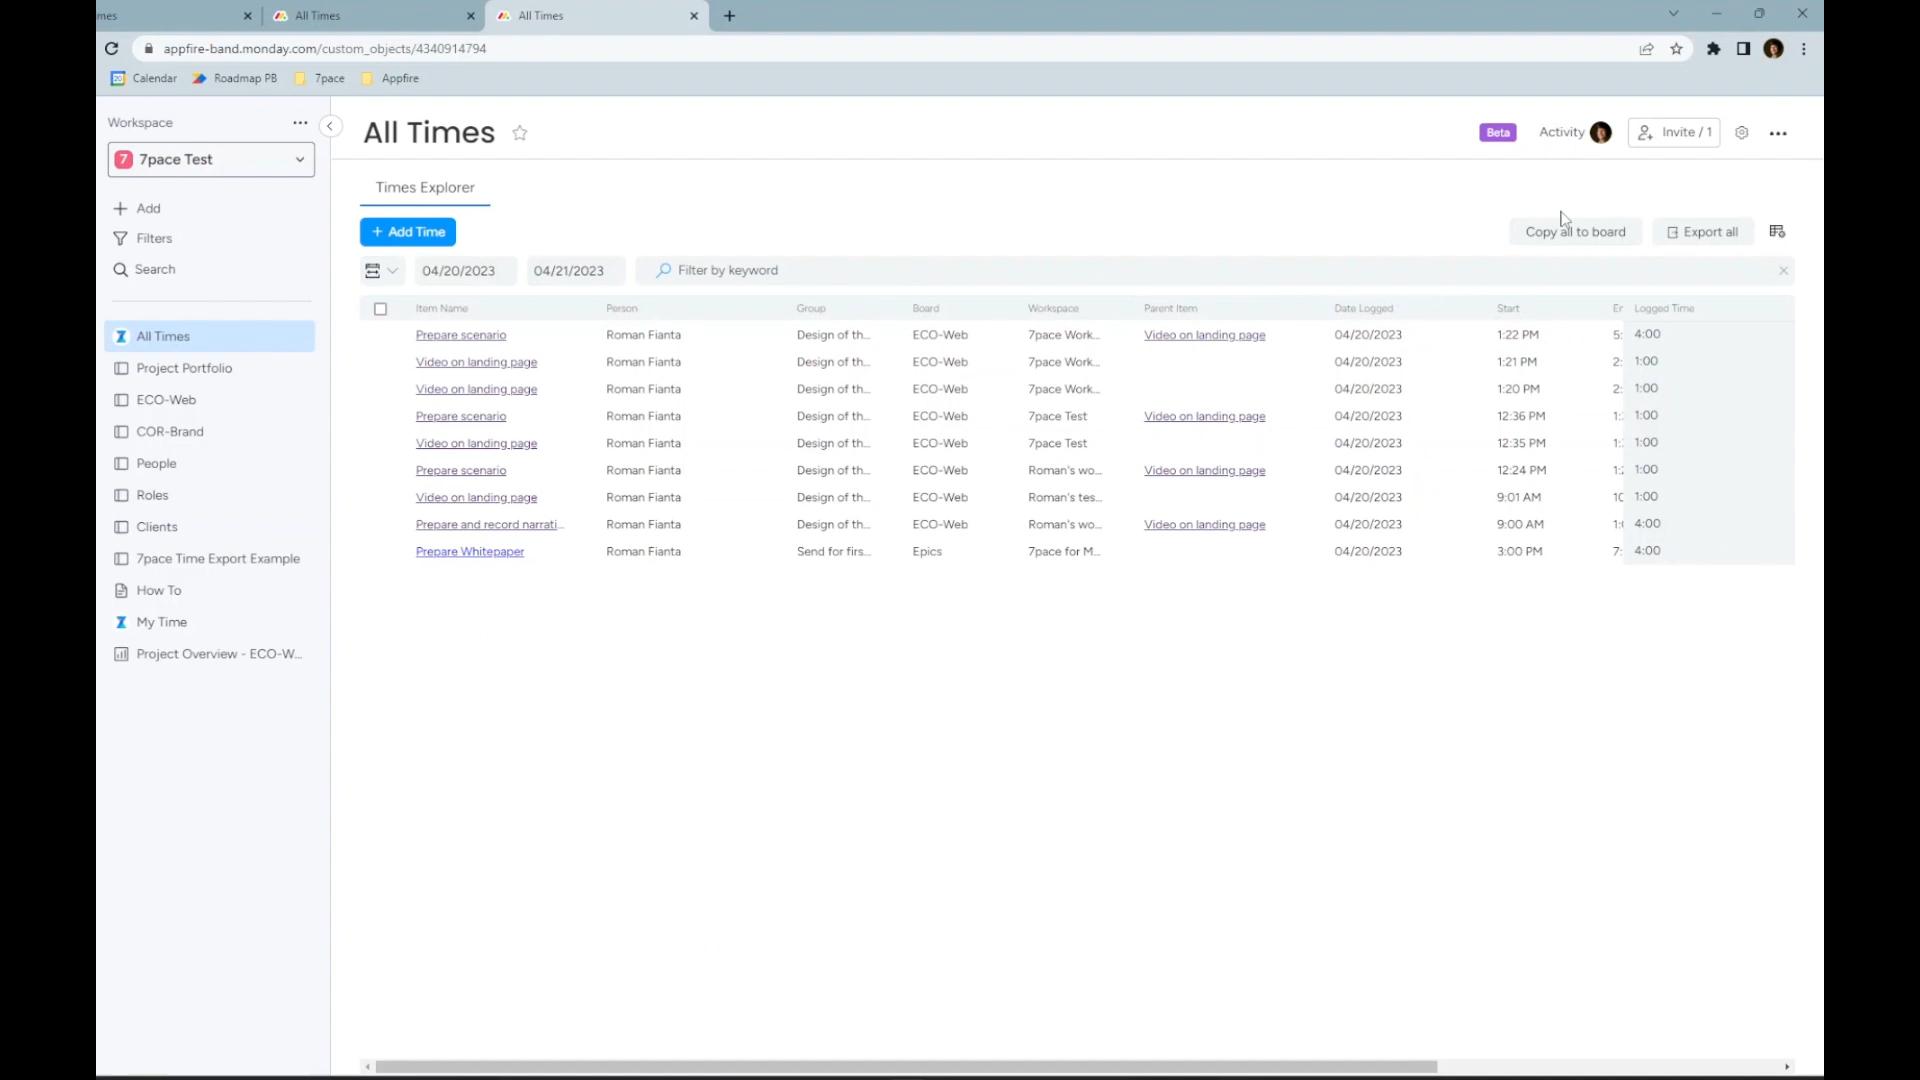 mes
All Times
All Times
appfire-band.monday.com/custom_objects/4340914794
Calendar
Roadmap PB
7pace
Appfire
Workspace
7 7pace Test
Add
Filters
Search
All Times
Project Portfolio
ECO-Web
COR-Brand
People
Roles
Clients
7pace Time Export Example
How To
My Time
Project Overview - ECO-W...
All Times
Beta
Activity
Invite / 1
Times Explorer
+ Add Time
Copy all to board
Export all
04/20/2023
04/21/2023
Filter by keyword
Item Name Person Group Board Workspace Parent Item Date Logged Start Er Logged Time
Prepare scenario Roman Fianta Design of th... ECO-Web 7pace Work... Video on landing page 04/20/2023 1:22 PM 5: 4:00
Video on landing page Roman Fianta Design of th... ECO-Web 7pace Work... 04/20/2023 1:21 PM 2: 1:00
Video on landing page Roman Fianta Design of th... ECO-Web 7pace Work... 04/20/2023 1:20 PM 2: 1:00
Prepare scenario Roman Fianta Design of th... ECO-Web 7pace Test Video on landing page 04/20/2023 12:36 PM 1: 1:00
Video on landing page Roman Fianta Design of th... ECO-Web 7pace Test 04/20/2023 12:35 PM 1: 1:00
Prepare scenario Roman Fianta Design of th... ECO-Web Roman's wo... Video on landing page 04/20/2023 12:24 PM 1: 1:00
Video on landing page Roman Fianta Design of th... ECO-Web Roman's tes... 04/20/2023 9:01 AM 10 1:00
Prepare and record narrati... Roman Fianta Design of th... ECO-Web Roman's wo... Video on landing page 04/20/2023 9:00 AM 1: 4:00
Prepare Whitepaper Roman Fianta Send for firs... Epics 7pace for M... 04/20/2023 3:00 PM 7: 4:00